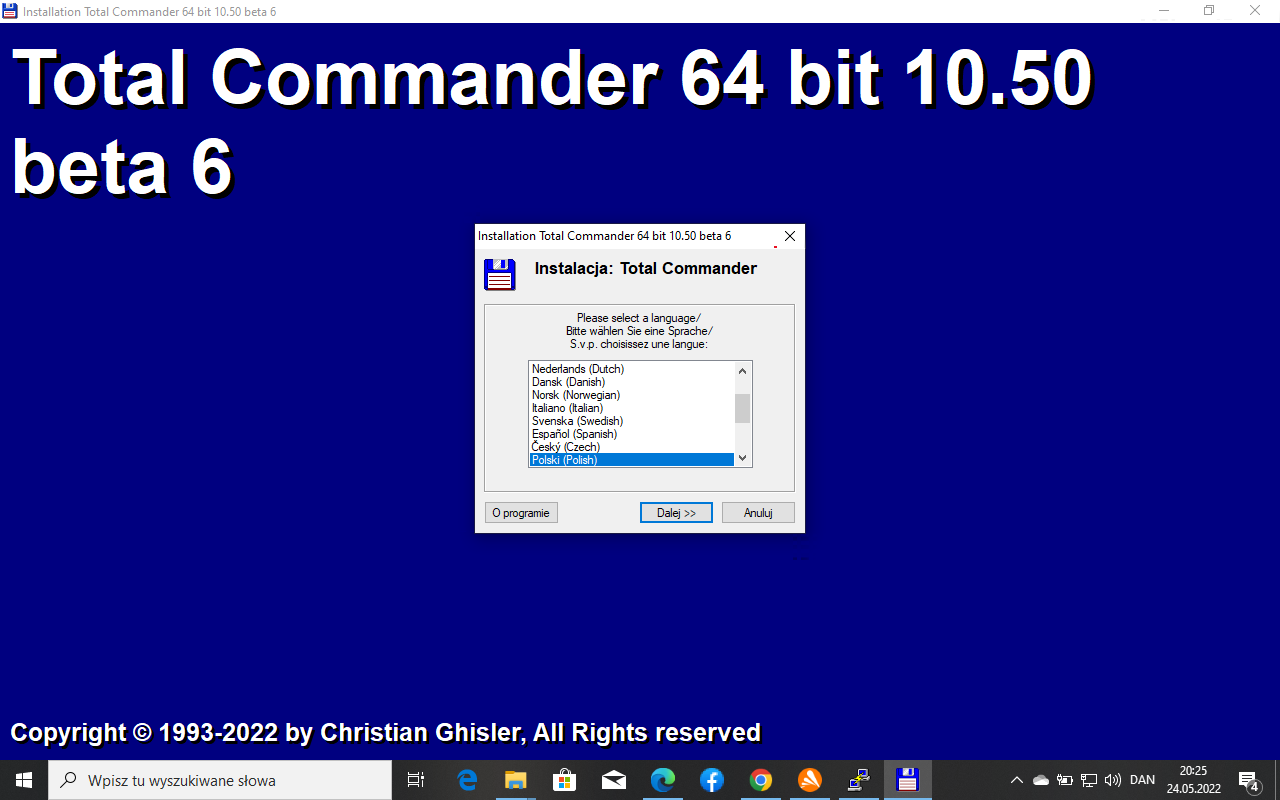 Installation Total Commander 64 bit 10.50 beta 6
Total Commander 64 bit 10.50
beta 6
Installation Total Commander 64 bit 10.50 beta 6
Instalacja: Total Commander
Please select a language/
Bitte wählen Sie eine Sprache/
S.v.p. choisissez une langue:
Nederlands (Dutch)
Dansk (Danish)
Norsk (Norwegian)
Italiano (Italian)
Svenska (Swedish)
Español (Spanish)
Český (Czech)
Polski (Polish)
O programie
Dalej >>
Anuluj
Copyright © 1993-2022 by Christian Ghisler, All Rights reserved
Wpisz tu wyszukiwane słowa
DAN
20:25
24.05.2022
4